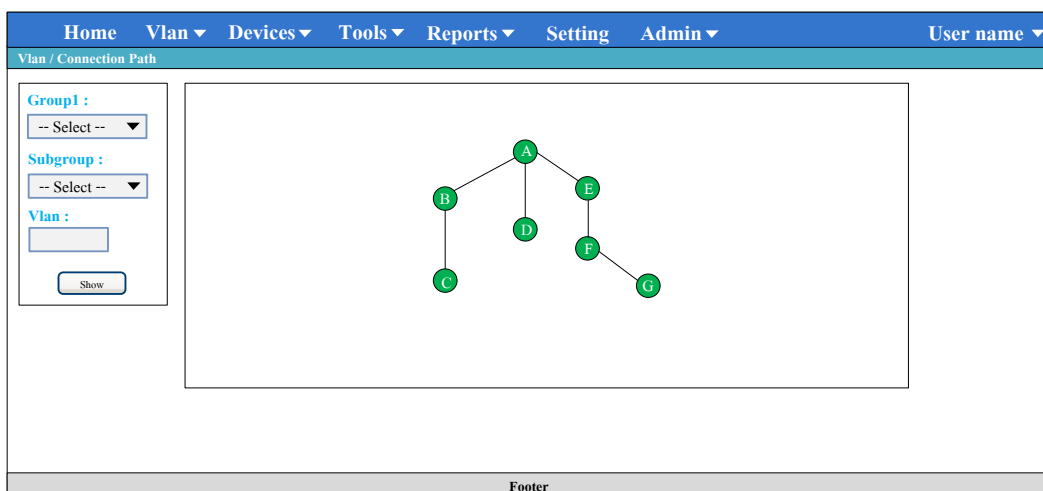 Home Vlan Devices Tools Reports Setting Admin User name
Vlan / Connection Path
Group1 :
-- Select --
Subgroup :
-- Select --
Vlan :
Show
A
B
E
D
F
C
G
Footer